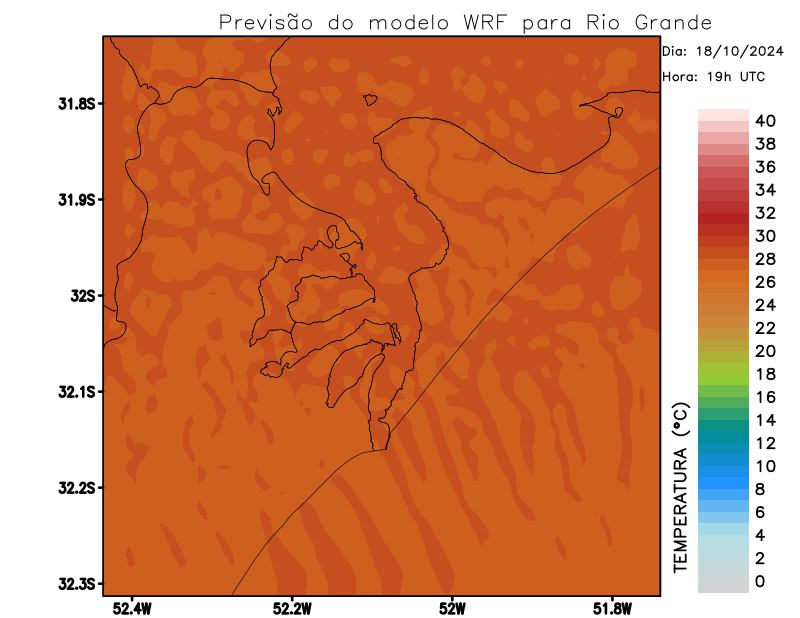 Previsão do modelo WRF para Rio Grande
Dia: 18/10/2024
Hora: 19h UTC
31.8S
31.9S
32S
32.1S
32.2S
32.3S
52.4W
52.2W
52W
51.8W
TEMPERATURA (°C)
40
38
36
34
32
30
28
26
24
22
20
18
16
14
12
10
8
6
4
2
0